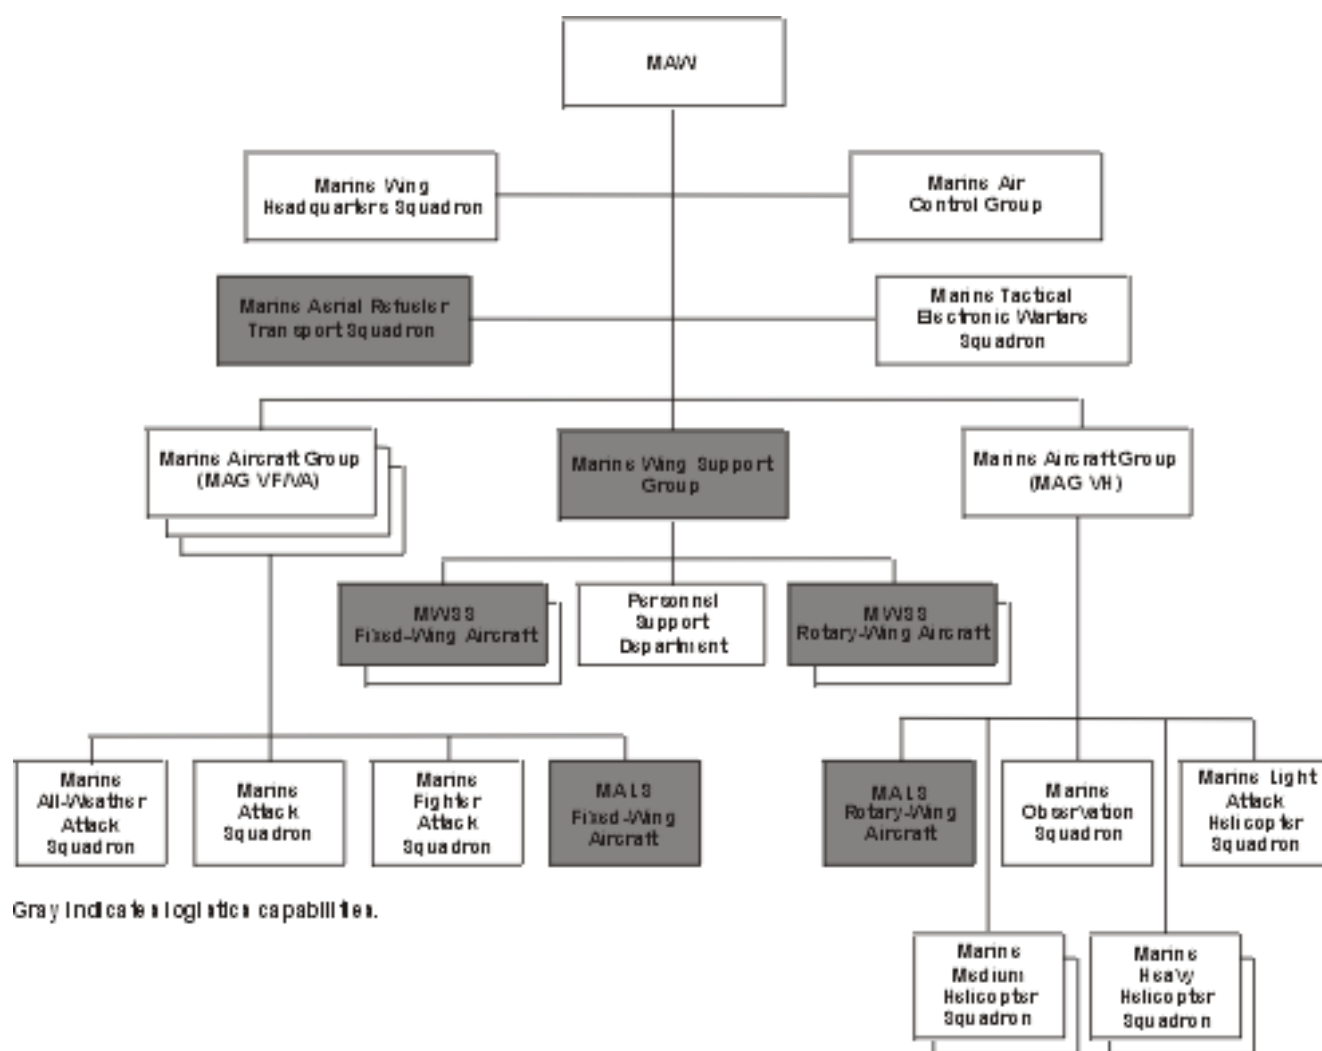 MAW
Marine Wing
Headquarters Squadron
Marine Air
Control Group
Marine Aerial Refueler
Transport Squadron
Marine Tactical
Electronic Warfare
Squadron
Marine Aircraft Group
(MAG VF/VA)
Marine Wing Support
Group
Marine Aircraft Group
(MAG VH)
MWSS
Fixed-Wing Aircraft
Personnel
Support
Department
MWSS
Rotary-Wing Aircraft
Marine
All-Weather
Attack
Squadron
Marine
Attack
Squadron
Marine
Fighter
Attack
Squadron
MALS
Fixed-Wing
Aircraft
MALS
Rotary-Wing
Aircraft
Marine
Observation
Squadron
Marine Light
Attack
Helicopter
Squadron
Gray indicates logistics capabilities.
Marine
Medium
Helicopter
Squadron
Marine
Heavy
Helicopter
Squadron